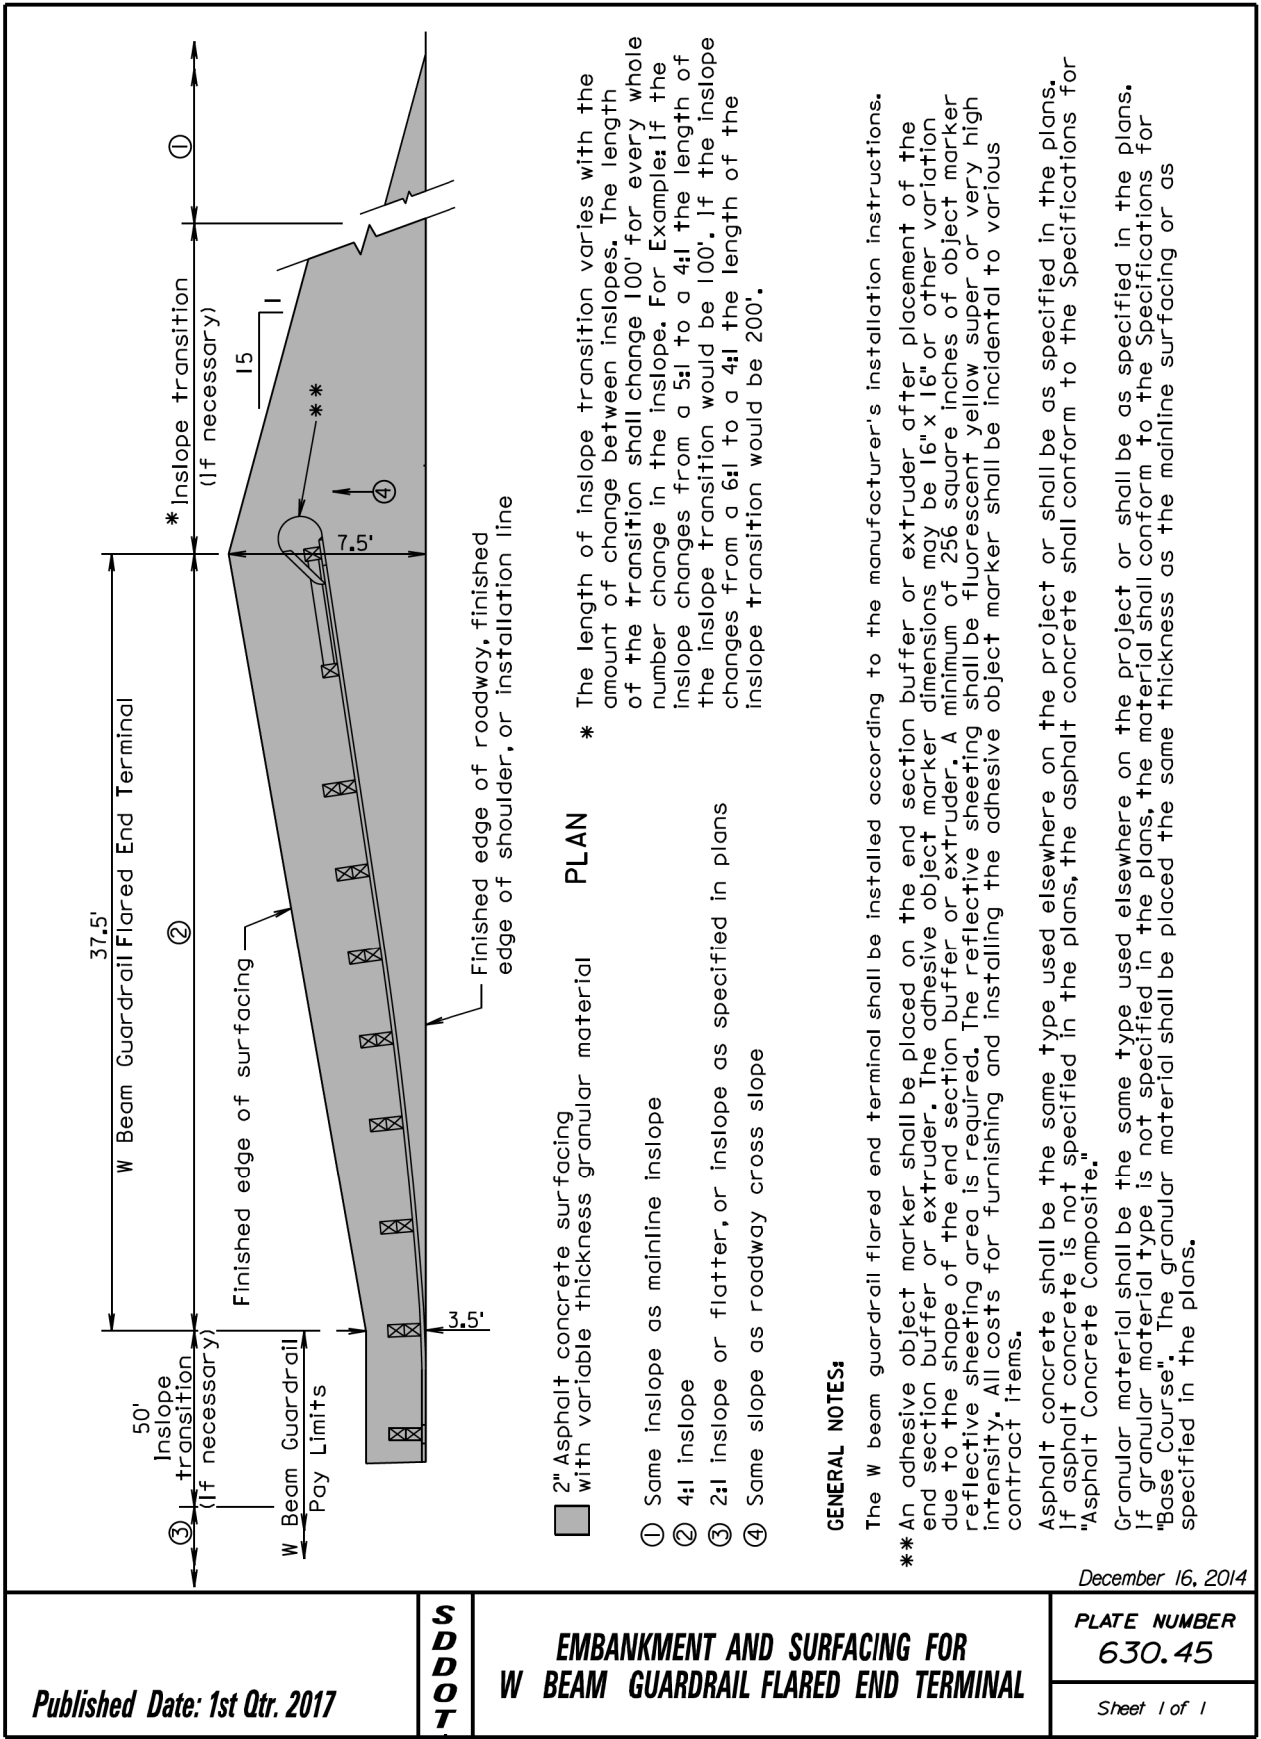 50'
Inslope
transition
(If necessary)
37.5'
W Beam Guardrail Flared End Terminal
* Inslope transition
(If necessary)
③
②
①
W Beam Guardrail
Pay Limits
Finished edge of surfacing
15
1
**
④
7.5'
3.5'
Finished edge of roadway, finished
edge of shoulder, or installation line
PLAN
2" Asphalt concrete surfacing
with variable thickness granular material
① Same inslope as mainline inslope
② 4:1 inslope
③ 2:1 inslope or flatter, or inslope as specified in plans
④ Same slope as roadway cross slope
* The length of inslope transition varies with the
amount of change between inslopes. The length
of the transition shall change 100' for every whole
number change in the inslope. For Example: If the
inslope changes from a 5:1 to a 4:1 the length of
the inslope transition would be 100'. If the inslope
changes from a 6:1 to a 4:1 the length of the
inslope transition would be 200'.
GENERAL NOTES:
The W beam guardrail flared end terminal shall be installed according to the manufacturer's installation instructions.
** An adhesive object marker shall be placed on the end section buffer or extruder after placement of the
end section buffer or extruder. The adhesive object marker dimensions may be 16" x 16" or other variation
due to the shape of the end section buffer or extruder. A minimum of 256 square inches of object marker
reflective sheeting area is required. The reflective sheeting shall be fluorescent yellow super or very high
intensity. All costs for furnishing and installing the adhesive object marker shall be incidental to various
contract items.
Asphalt concrete shall be the same type used elsewhere on the project or shall be as specified in the plans.
If asphalt concrete is not specified in the plans, the asphalt concrete shall conform to the Specifications for
"Asphalt Concrete Composite."
Granular material shall be the same type used elsewhere on the project or shall be as specified in the plans.
If granular material type is not specified in the plans, the material shall conform to the Specifications for
"Base Course". The granular material shall be placed the same thickness as the mainline surfacing or as
specified in the plans.
December 16, 2014
Published Date: 1st Qtr. 2017
SDDOT
EMBANKMENT AND SURFACING FOR
W BEAM GUARDRAIL FLARED END TERMINAL
PLATE NUMBER
630.45
Sheet 1 of 1